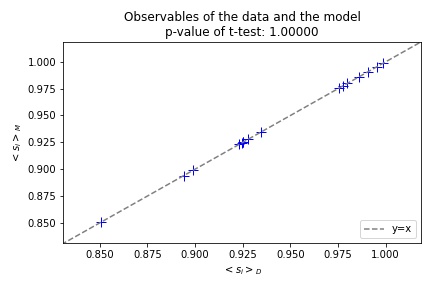 Observables of the data and the model
p-value of t-test: 1.00000
1.000
0.975
0.950
0.925
0.900
0.875
0.850
< s_i >_M
0.850 0.875 0.900 0.925 0.950 0.975 1.000
< s_i >_D
y=x